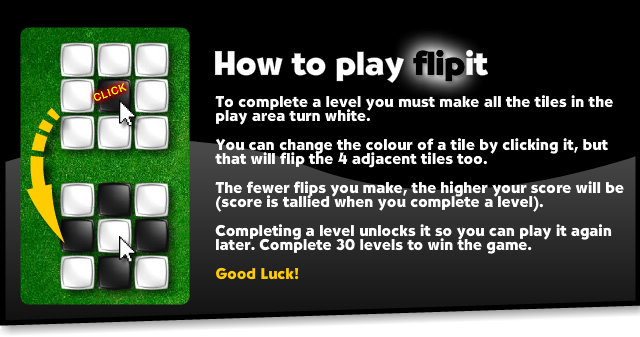 How to play flipit
CLICK
To complete a level you must make all the tiles in the
play area turn white.
You can change the colour of a tile by clicking it, but
that will flip the 4 adjacent tiles too.
The fewer flips you make, the higher your score will be
(score is tallied when you complete a level).
Completing a level unlocks it so you can play it again
later. Complete 30 levels to win the game.
Good Luck!